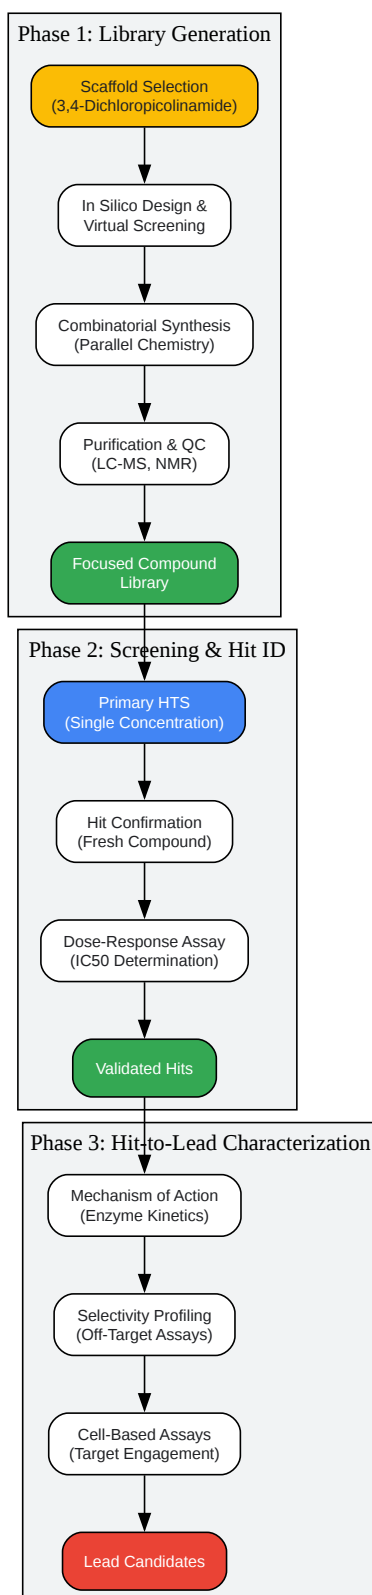 Phase 1: Library Generation
Scaffold Selection
(3,4-Dichloropicolinamide)
In Silico Design &
Virtual Screening
Combinatorial Synthesis
(Parallel Chemistry)
Purification & QC
(LC-MS, NMR)
Focused Compound
Library
Phase 2: Screening & Hit ID
Primary HTS
(Single Concentration)
Hit Confirmation
(Fresh Compound)
Dose-Response Assay
(IC50 Determination)
Validated Hits
Phase 3: Hit-to-Lead Characterization
Mechanism of Action
(Enzyme Kinetics)
Selectivity Profiling
(Off-Target Assays)
Cell-Based Assays
(Target Engagement)
Lead Candidates